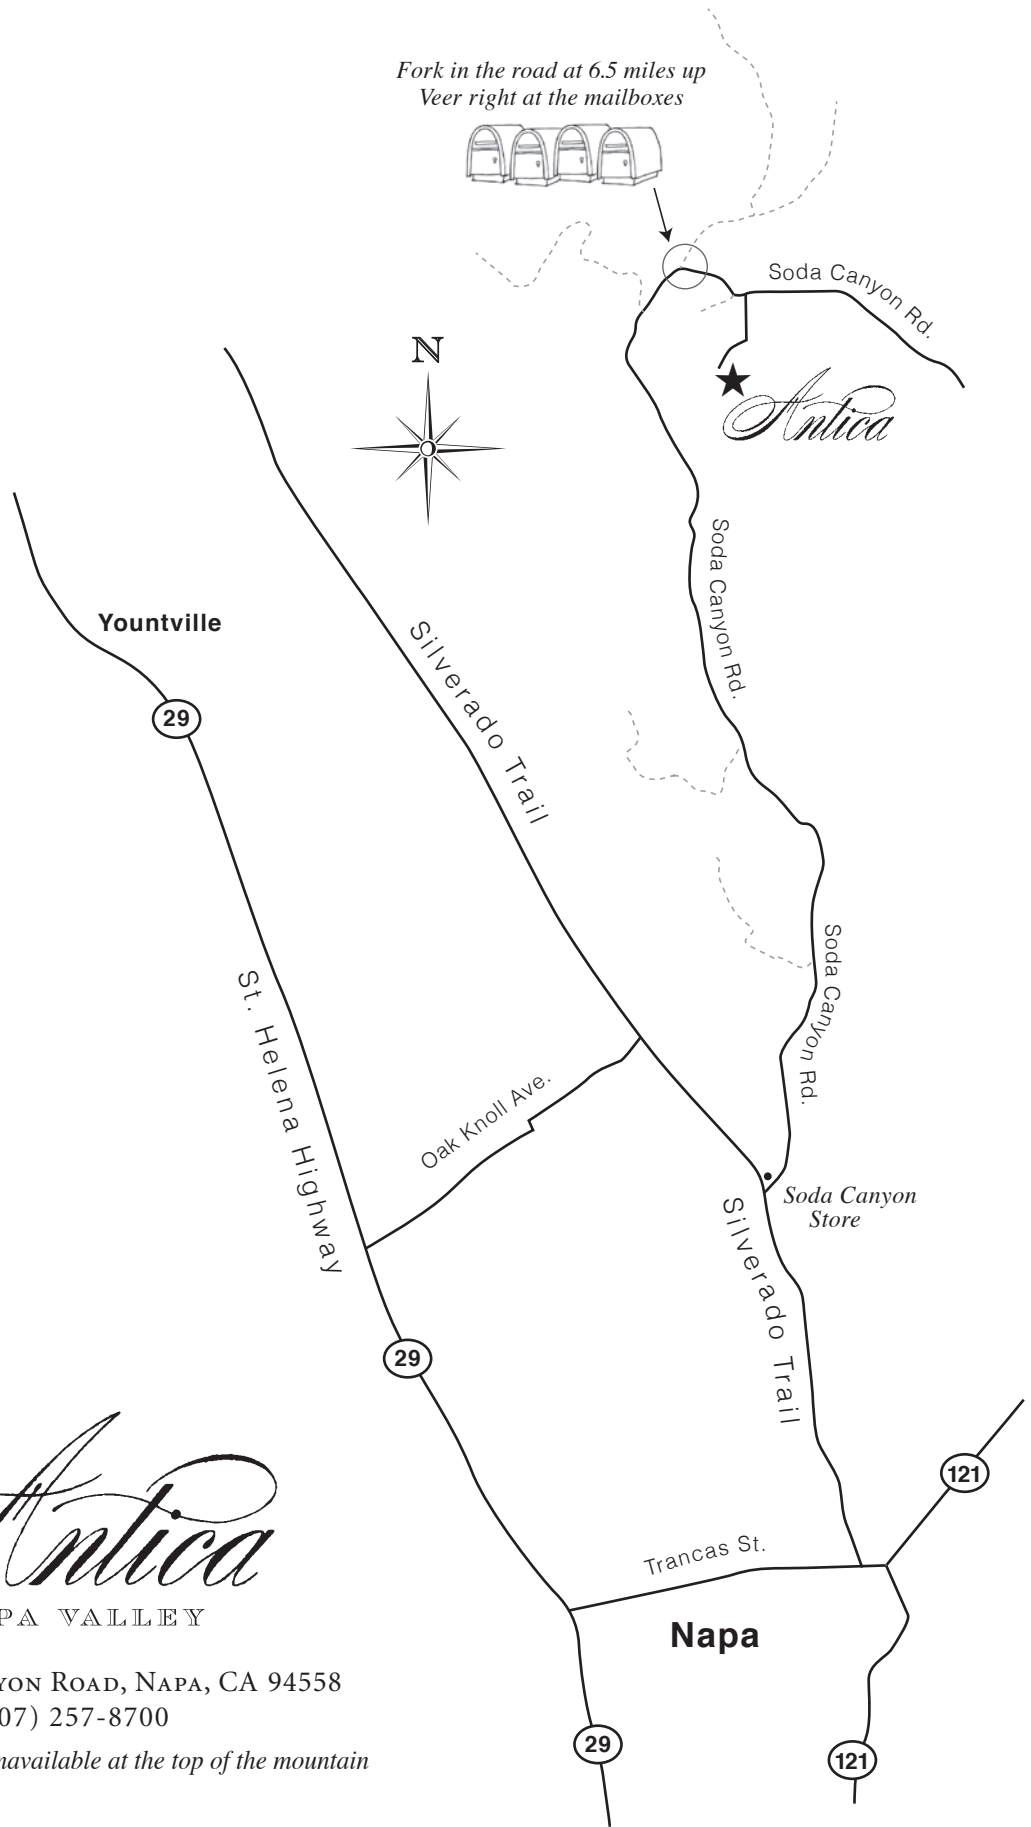 Fork in the road at 6.5 miles up
Veer right at the mailboxes
Soda Canyon Rd.
N
Antica
Soda Canyon Rd.
Yountville
Silverado Trail
29
Soda Canyon Rd.
St. Helena Highway
Oak Knoll Ave.
Soda Canyon
Store
Silverado Trail
29
121
Antica
PA VALLEY
Trancas St.
Napa
YON ROAD, NAPA, CA 94558
07) 257-8700
navailable at the top of the mountain
29
121